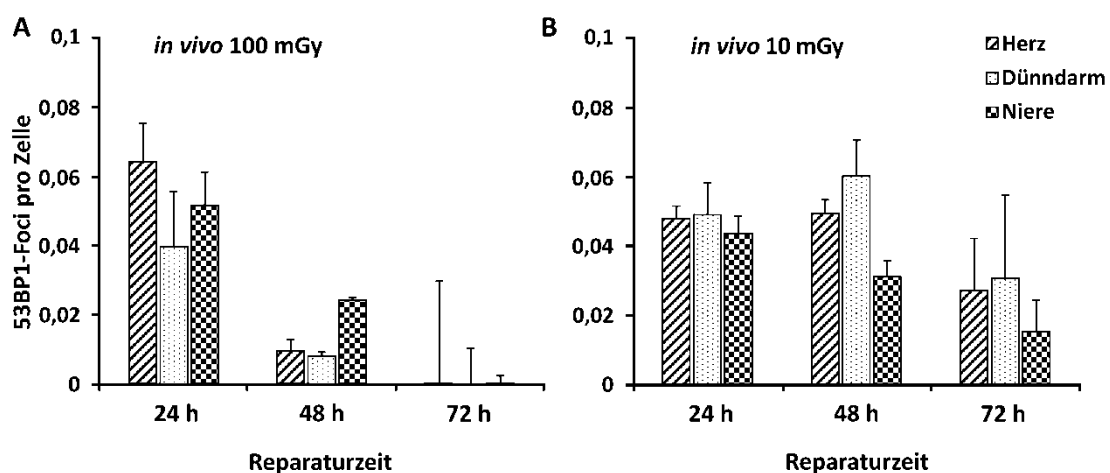 A
in vivo 100 mGy
53BP1-Foci pro Zelle
0,1
0,08
0,06
0,04
0,02
0
24 h 48 h 72 h
Reparaturzeit
B
in vivo 10 mGy
Herz
Dünndarm
Niere
0,1
0,08
0,06
0,04
0,02
0
24 h 48 h 72 h
Reparaturzeit